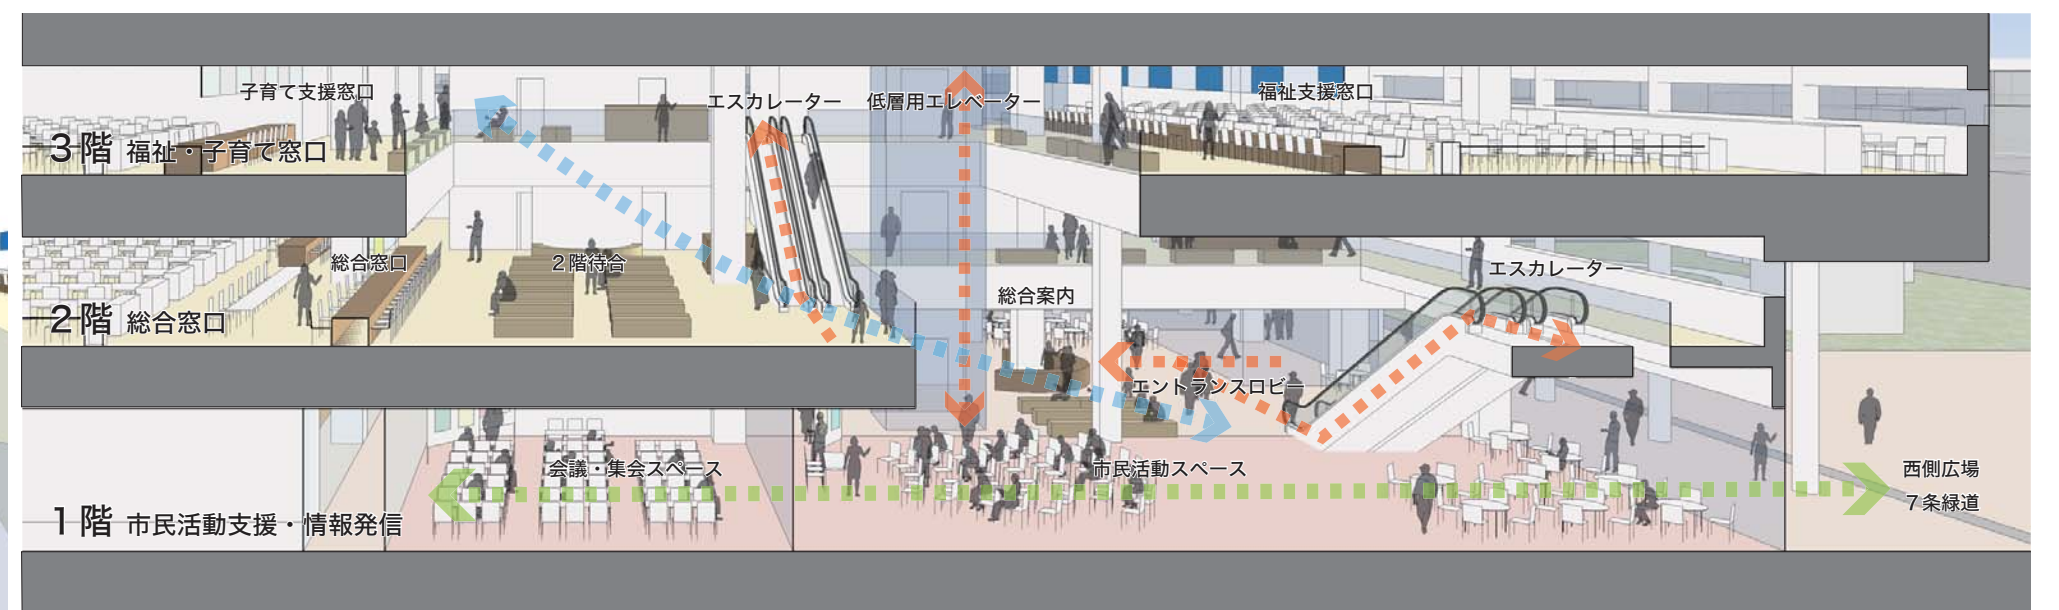 子育て支援窓口
エスカレーター
低層用エレベーター
福祉支援窓口
3階 福祉・子育て窓口
総合窓口
2階待合
エスカレーター
総合案内
2階 総合窓口
エントランスロビー
会議・集会スペース
市民活動スペース
西側広場
7条緑道
1階 市民活動支援・情報発信